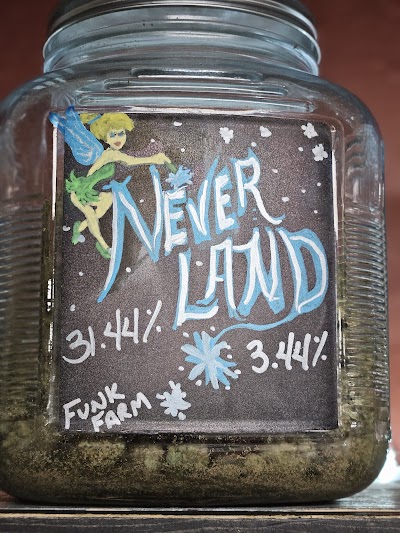 NEVER
LAND
31.44%
3.44%
FUNK
FARM